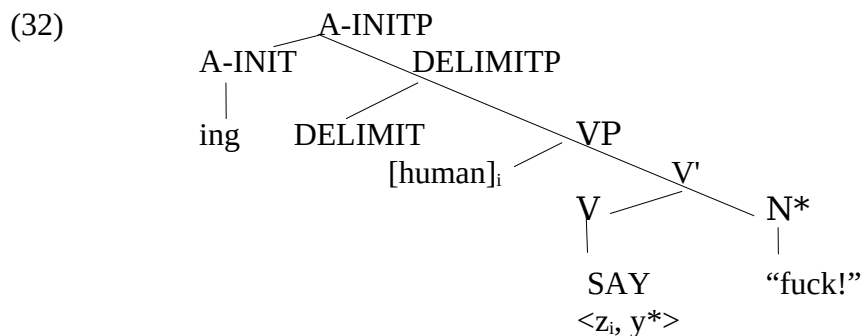 (32) A-INITP
A-INIT DELIMITP
ing DELIMIT VP
[human]ᵢ V'
V N*
SAY “fuck!”
<zᵢ, y*>